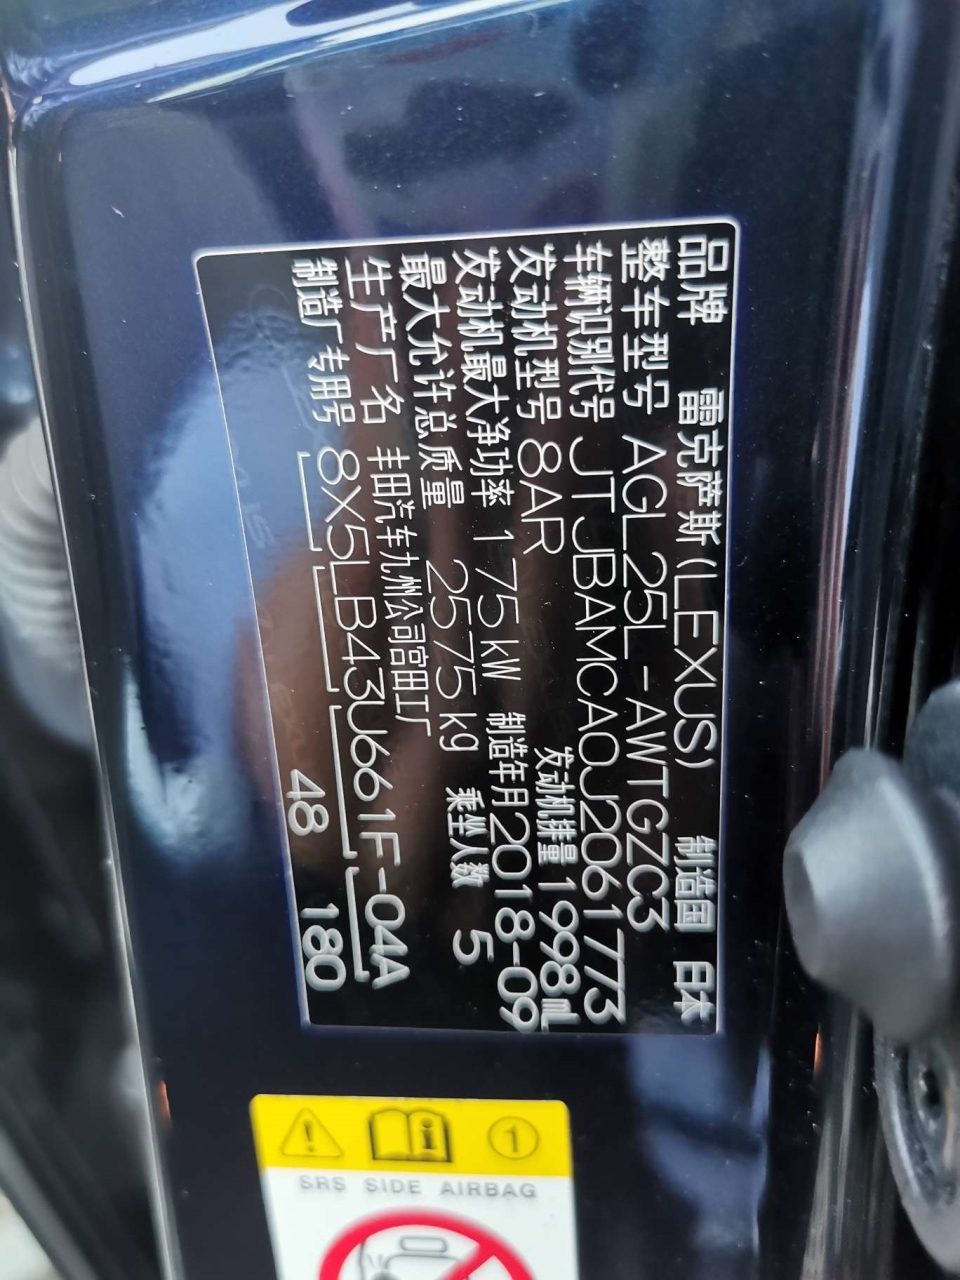 品牌 雷克萨斯(LEXUS) 制造国 日本
整车型号 AGL25L-AWTGZC3
车辆识别代号 JTJBAMCA0J2061773
发动机型号 8AR 发动机排量 1998mL
发动机最大净功率 175kW 制造年月 2018-09
最大允许总质量 2575kg 乘坐人数 5
生产厂名 丰田汽车九州公司宫田工厂
制造厂专用号 8X5LB43U661F-04A
48 180
1
SRS SIDE AIRBAG